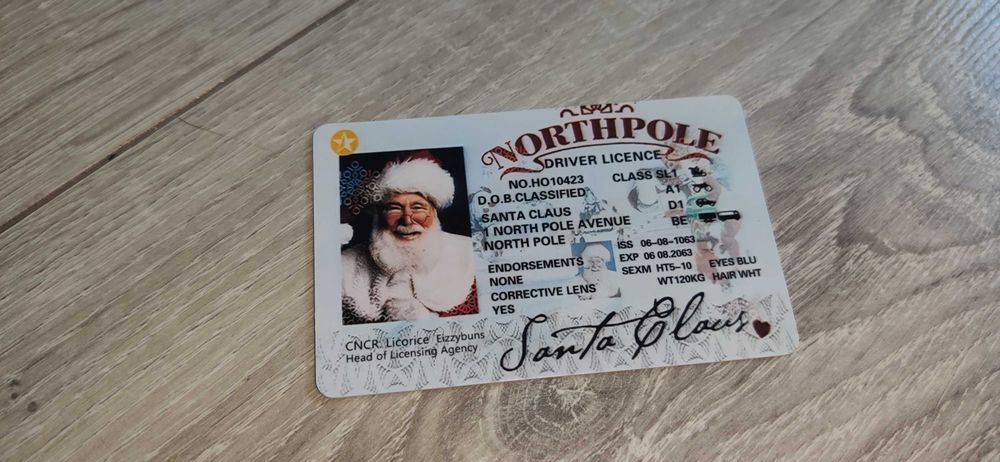 NORTHPOLE
DRIVER LICENCE
NO.HO10423 CLASS SL1
D.O.B.CLASSIFIED A1
SANTA CLAUS D1
1 NORTH POLE AVENUE BE
NORTH POLE
ISS 06-08-1063
EXP 06 08.2063
ENDORSEMENTS SEXM HT5-10 EYES BLU
NONE WT120KG HAIR WHT
CORRECTIVE LENS
YES
CNCR. Licorice Eizzybuns
Head of Licensing Agency
Santa Claus